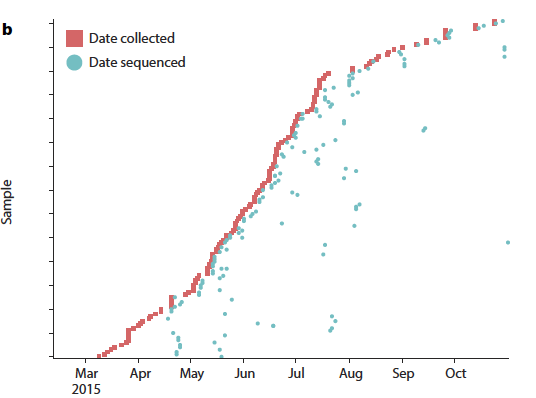 b
Date collected
Date sequenced
Sample
Mar Apr May Jun Jul Aug Sep Oct
2015